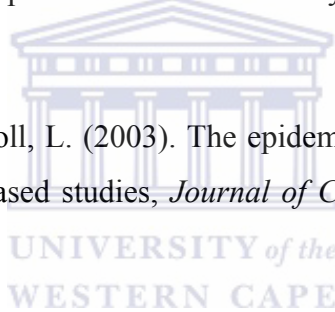 oll, L. (2003). The epidem
ased studies, Journal of C
UNIVERSITY of the
WESTERN CAPE